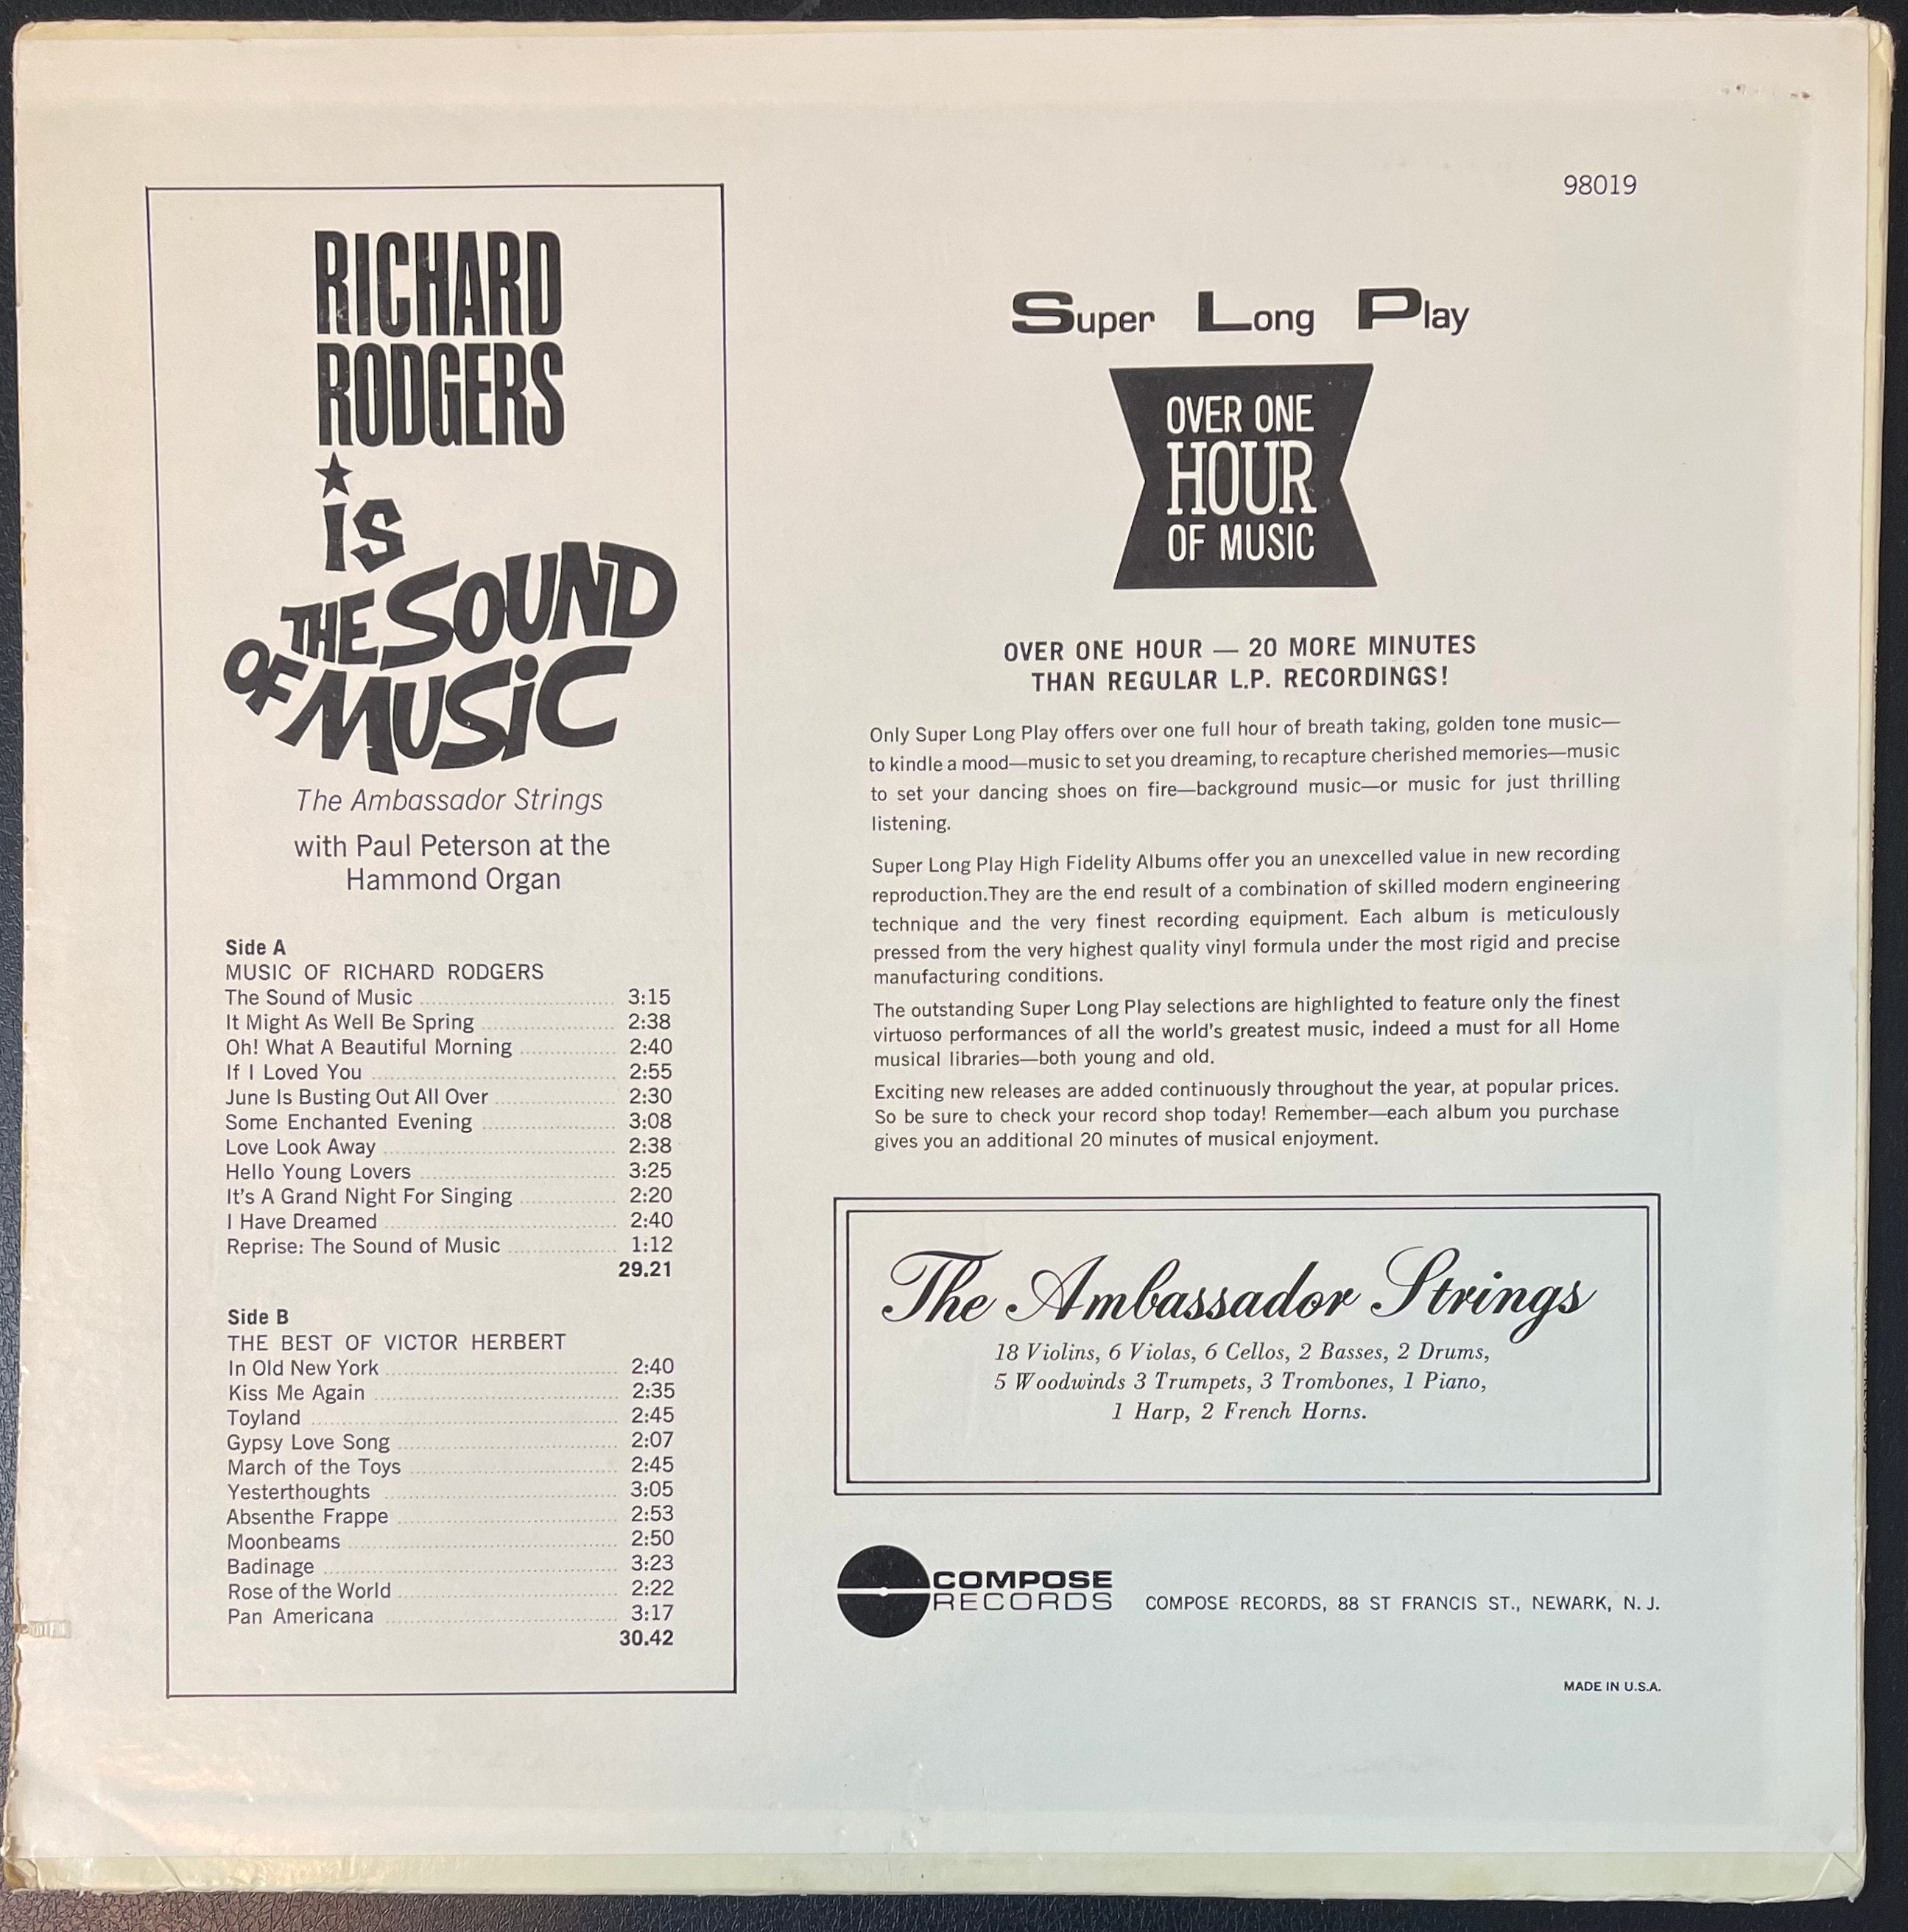 98019
RICHARD
RODGERS
is
THE SOUND
OF MUSIC
The Ambassador Strings
with Paul Peterson at the
Hammond Organ
Side A
MUSIC OF RICHARD RODGERS
The Sound of Music 3:15
It Might As Well Be Spring 2:38
Oh! What A Beautiful Morning 2:40
If I Loved You 2:55
June Is Busting Out All Over 2:30
Some Enchanted Evening 3:08
Love Look Away 2:38
Hello Young Lovers 3:25
It's A Grand Night For Singing 2:20
I Have Dreamed 2:40
Reprise: The Sound of Music 1:12
29.21
Side B
THE BEST OF VICTOR HERBERT
In Old New York 2:40
Kiss Me Again 2:35
Toyland 2:45
Gypsy Love Song 2:07
March of the Toys 2:45
Yesterthoughts 3:05
Absenthe Frappe 2:53
Moonbeams 2:50
Badinage 3:23
Rose of the World 2:22
Pan Americana 3:17
30.42
Super Long Play
OVER ONE
HOUR
OF MUSIC
OVER ONE HOUR — 20 MORE MINUTES
THAN REGULAR L.P. RECORDINGS!
Only Super Long Play offers over one full hour of breath taking, golden tone music—
to kindle a mood—music to set you dreaming, to recapture cherished memories—music
to set your dancing shoes on fire—background music—or music for just thrilling
listening.
Super Long Play High Fidelity Albums offer you an unexcelled value in new recording
reproduction.They are the end result of a combination of skilled modern engineering
technique and the very finest recording equipment. Each album is meticulously
pressed from the very highest quality vinyl formula under the most rigid and precise
manufacturing conditions.
The outstanding Super Long Play selections are highlighted to feature only the finest
virtuoso performances of all the world's greatest music, indeed a must for all Home
musical libraries—both young and old.
Exciting new releases are added continuously throughout the year, at popular prices.
So be sure to check your record shop today! Remember—each album you purchase
gives you an additional 20 minutes of musical enjoyment.
The Ambassador Strings
18 Violins, 6 Violas, 6 Cellos, 2 Basses, 2 Drums,
5 Woodwinds 3 Trumpets, 3 Trombones, 1 Piano,
1 Harp, 2 French Horns.
COMPOSE
RECORDS
COMPOSE RECORDS, 88 ST FRANCIS ST., NEWARK, N. J.
MADE IN U.S.A.